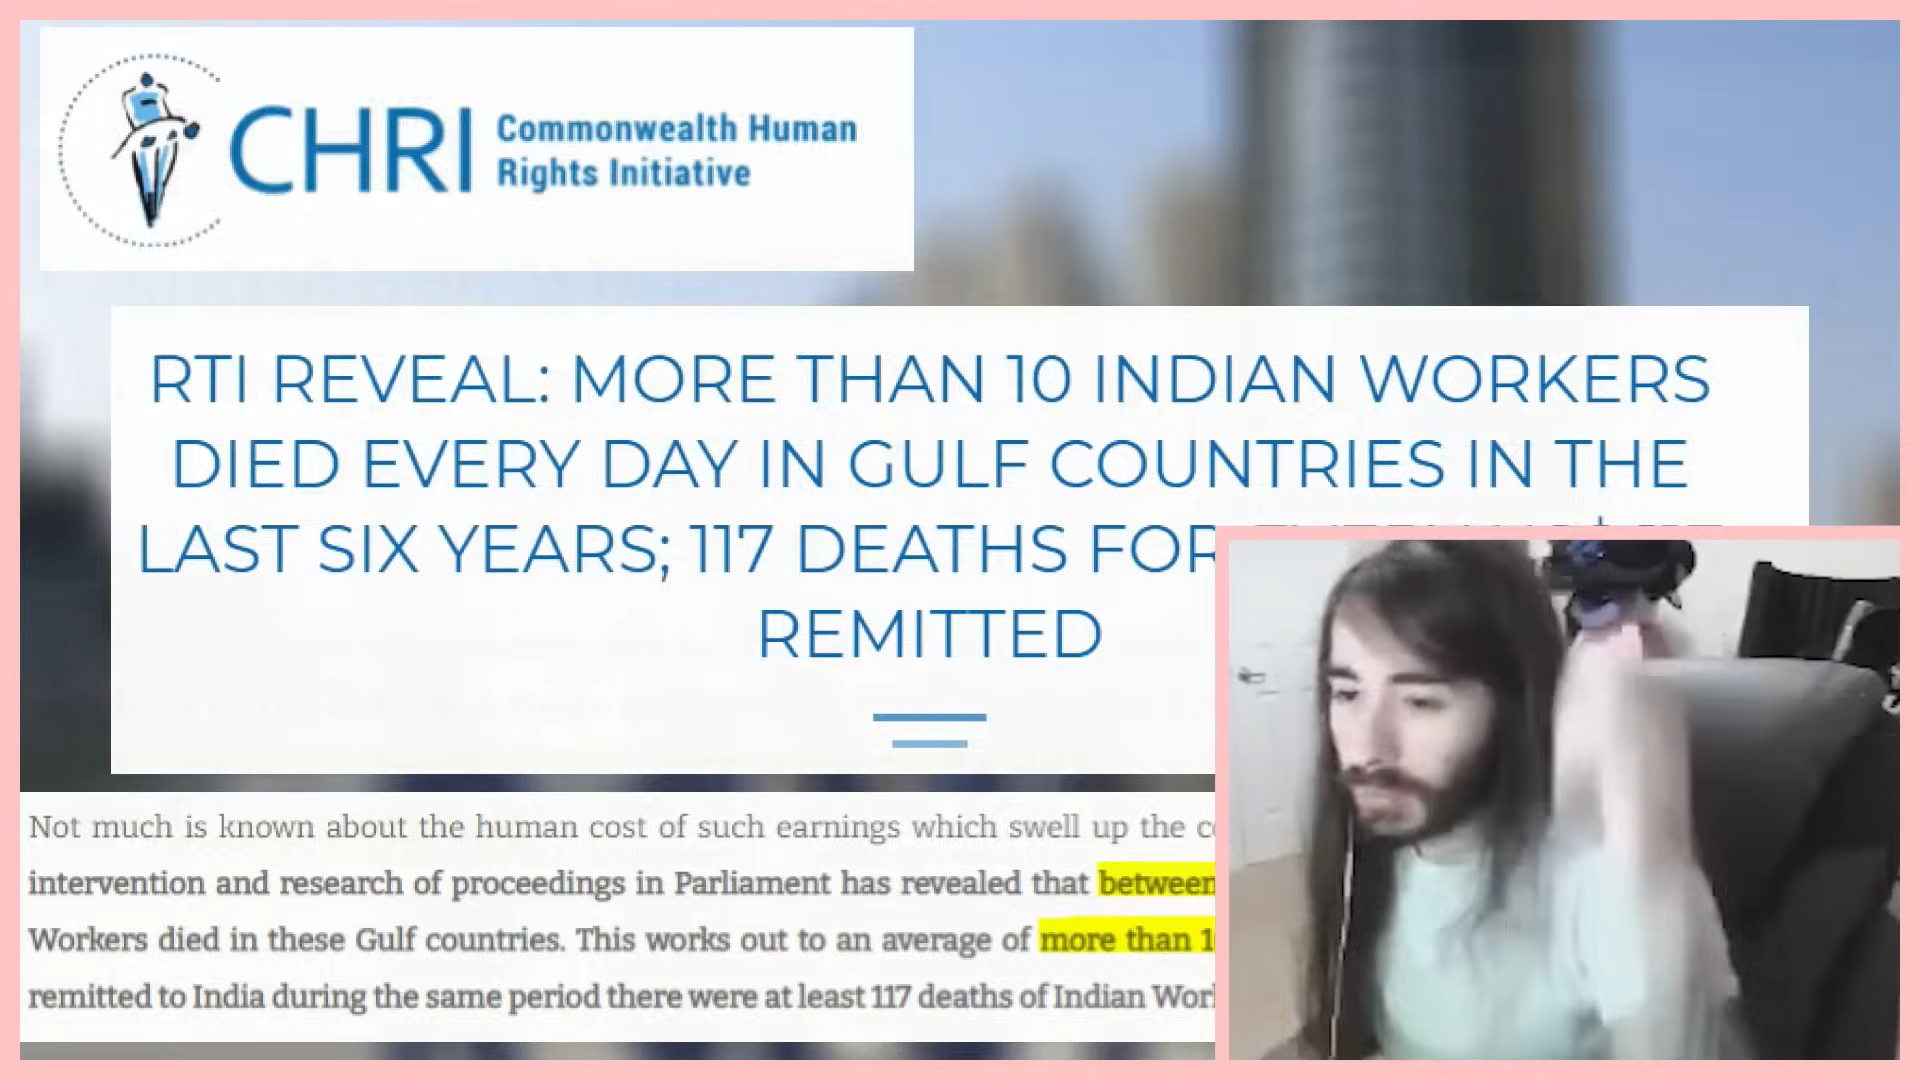 CHRI
Commonwealth Human
Rights Initiative
RTI REVEAL: MORE THAN 10 INDIAN WORKERS
DIED EVERY DAY IN GULF COUNTRIES IN THE
LAST SIX YEARS; 117 DEATHS FOR
REMITTED
Not much is known about the human cost of such earnings which swell up the
intervention and research of proceedings in Parliament has revealed that between
Workers died in these Gulf countries. This works out to an average of more than
remitted to India during the same period there were at least 117 deaths of Indian